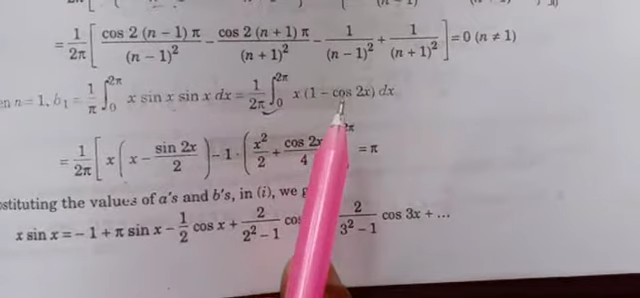 = 1/2π [ cos 2 (n − 1) π / (n − 1)² − cos 2 (n + 1) π / (n + 1)² − 1 / (n − 1)² + 1 / (n + 1)² ] = 0 (n ≠ 1)
n = 1, b₁ = 1/π ∫₀^2π x sin x sin x dx = 1/2π ∫₀^2π x (1 − cos 2x) dx
= 1/2π [ x ( x − sin 2x / 2 ) − 1 · ( x² / 2 + cos 2x / 4 = π
stituting the values of a's and b's, in (i), we
x sin x = − 1 + π sin x − 1/2 cos x + 2 / 2² − 1 cos 2 / 3² − 1 cos 3x + ...